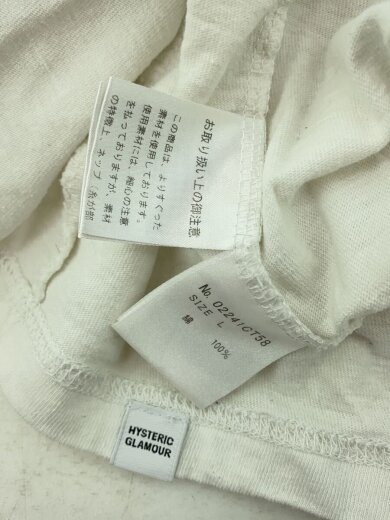 お取り扱い上の御注意
この商品は、よりすぐった
素材を使用しております。
使用素材には、細心の注意
を払っておりますが、素材
の特徴上、ネップ（糸が部
No. 02241CT58
SIZE L
綿 100%
HYSTERIC
GLAMOUR